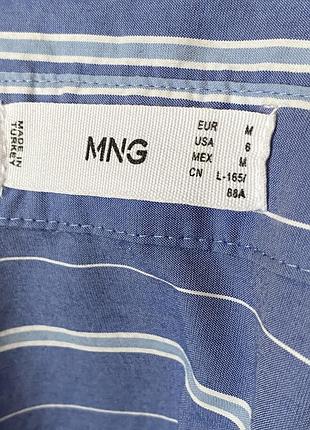 MADE IN
TURKEY
MNG
EUR M
USA 6
MEX M
CN L-165/
88A